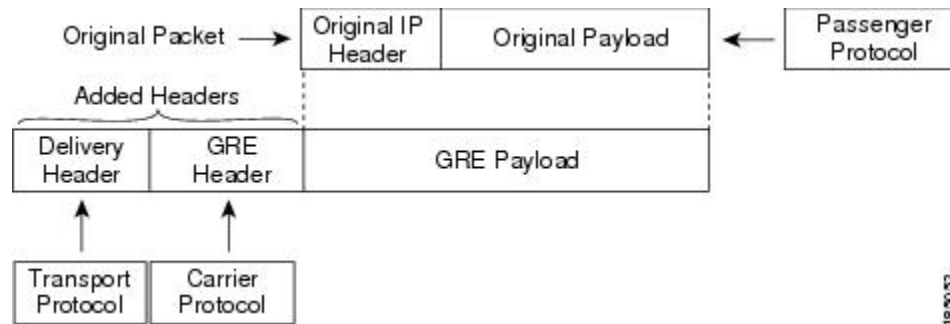 Original Packet
Original IP
Header
Original Payload
Passenger
Protocol
Added Headers
Delivery
Header
GRE
Header
GRE Payload
Transport
Protocol
Carrier
Protocol